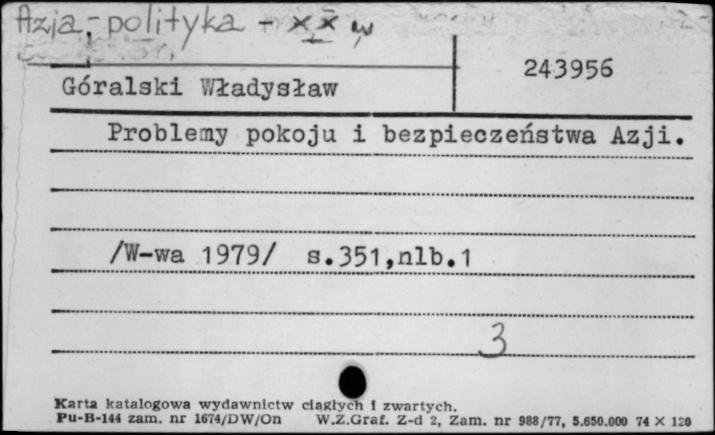 Azja - polityka - XX w
243956
Góralski Władysław
Problemy pokoju i bezpieczeństwa Azji.
/W-wa 1979/ s.351,nlb.1
3
Karta katalogowa wydawnictw ciągłych i zwartych.
Pu-B-144 zam. nr 1674/DW/On W.Z.Graf. Z-d 2, Zam. nr 988/77, 5.650.000 74 X 120